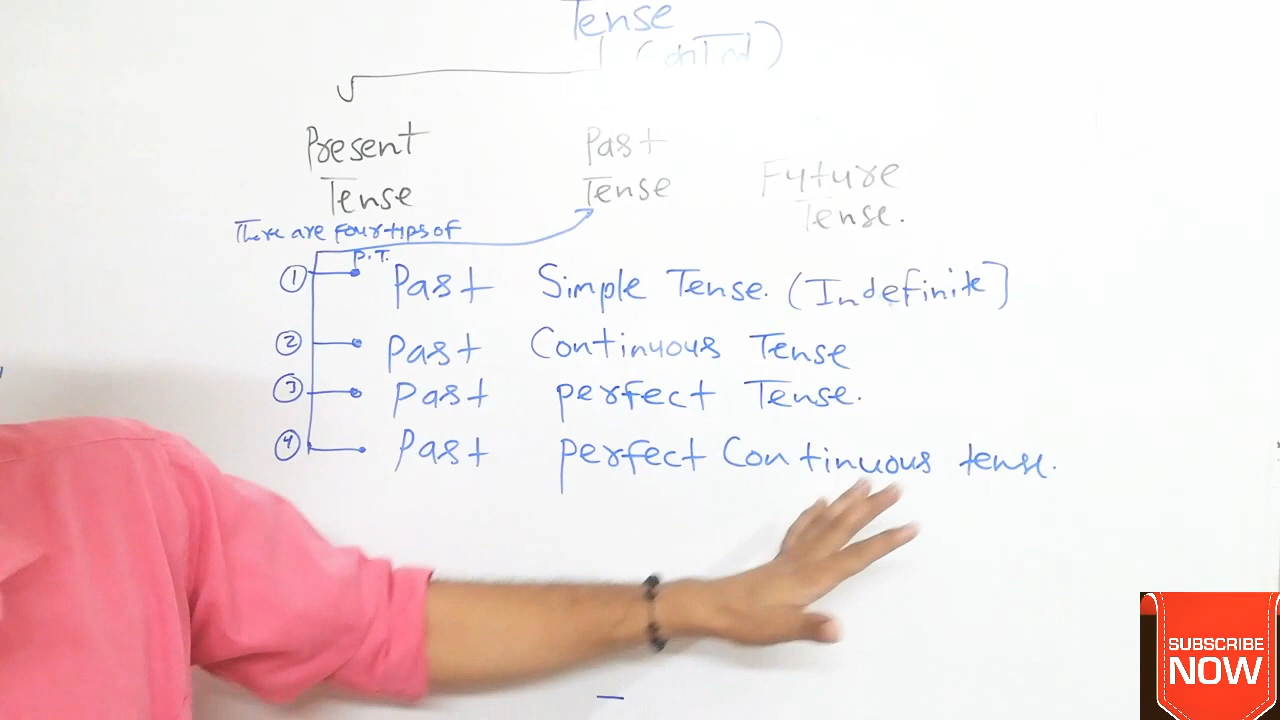 Tense
(Contd)
Present
Tense
Past
Tense
Future
Tense.
There are four tips of
P.T.
① Past Simple Tense. (Indefinite]
② Past Continuous Tense
③ Past perfect Tense.
④ Past perfect Continuous tense.
SUBSCRIBE
NOW